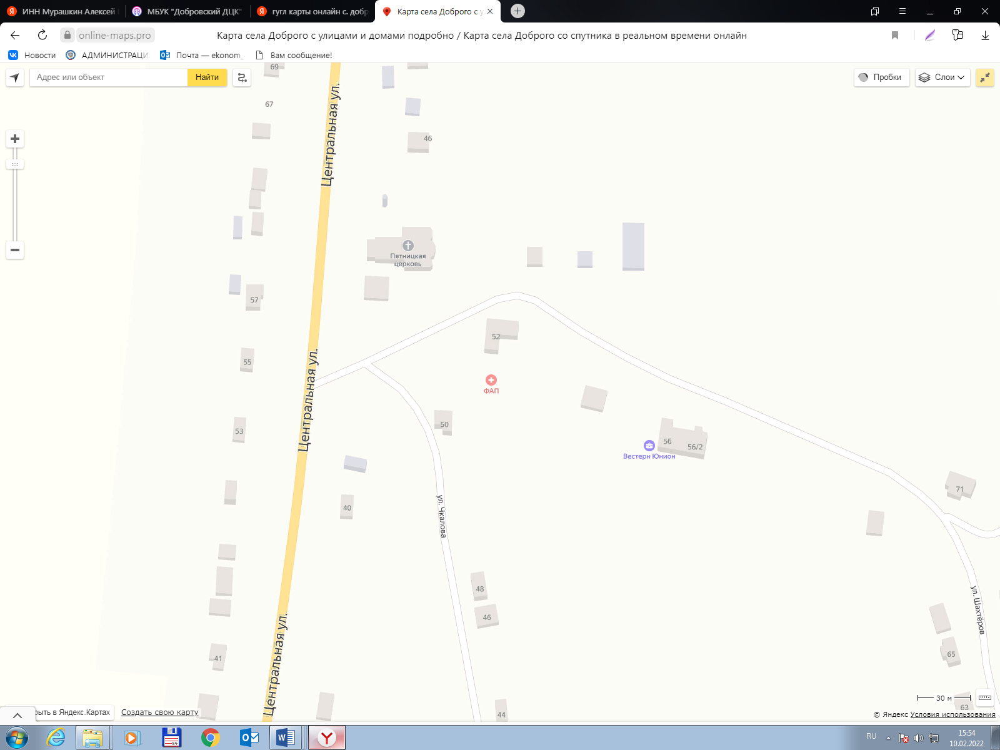 ИНН Мурашкин Алексей
МБУК "Добровский ДЦК"
гугл карты онлайн с. добр
Карта села Доброго с у
online-maps.pro
Карта села Доброго с улицами и домами подробно / Карта села Доброго со спутника в реальном времени онлайн
Новости
АДМИНИСТРАЦИ
Почта — ekonom_
Вам сообщение!
Адрес или объект
Найти
Пробки
Слои
69
67
Центральная ул.
46
Пятницкая
церковь
57
52
55
Центральная ул.
ФАП
53
50
56
56/2
Вестерн Юнион
71
40
ул. Чкалова
48
46
ул. Шахтёров
65
41
Центральная ул.
44
63
30 м
рыть в Яндекс.Картах
Создать свою карту
© Яндекс Условия использования
RU
15:54
10.02.2022